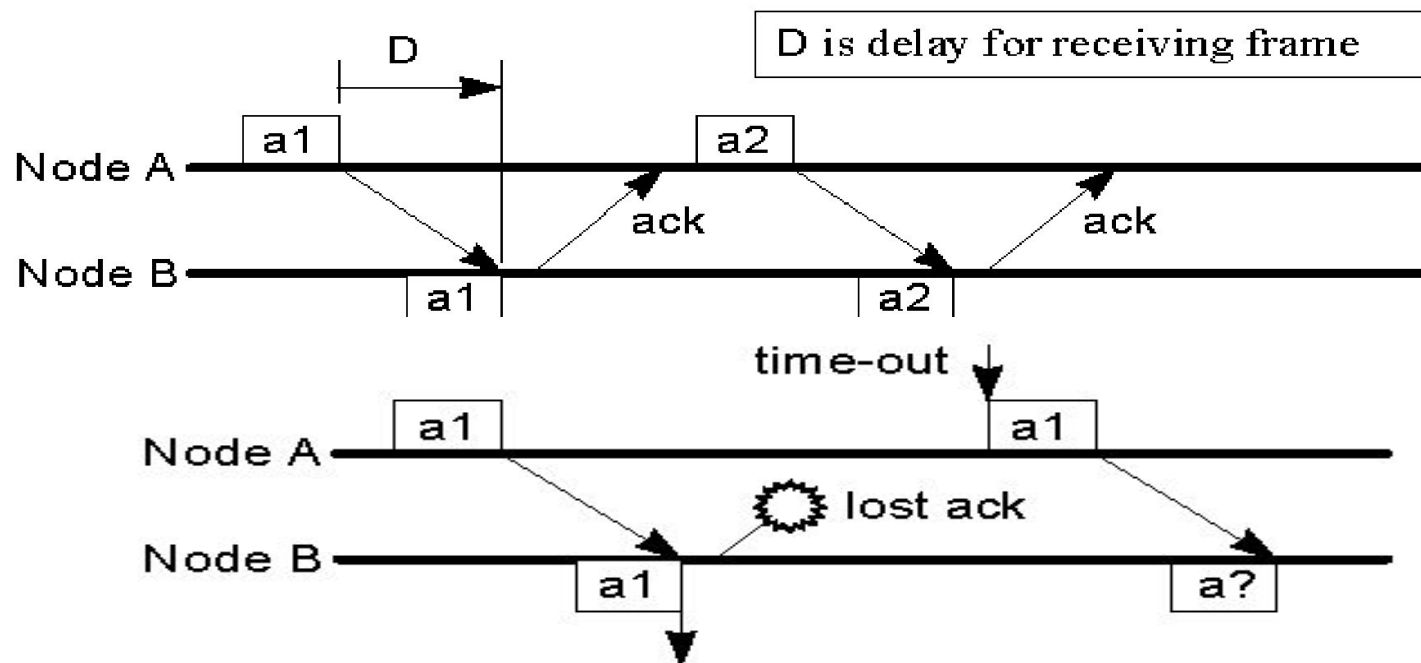 D is delay for receiving frame
D
a1
a2
Node A
ack
ack
Node B
a1
a2
time-out
a1
a1
Node A
lost ack
Node B
a1
a?